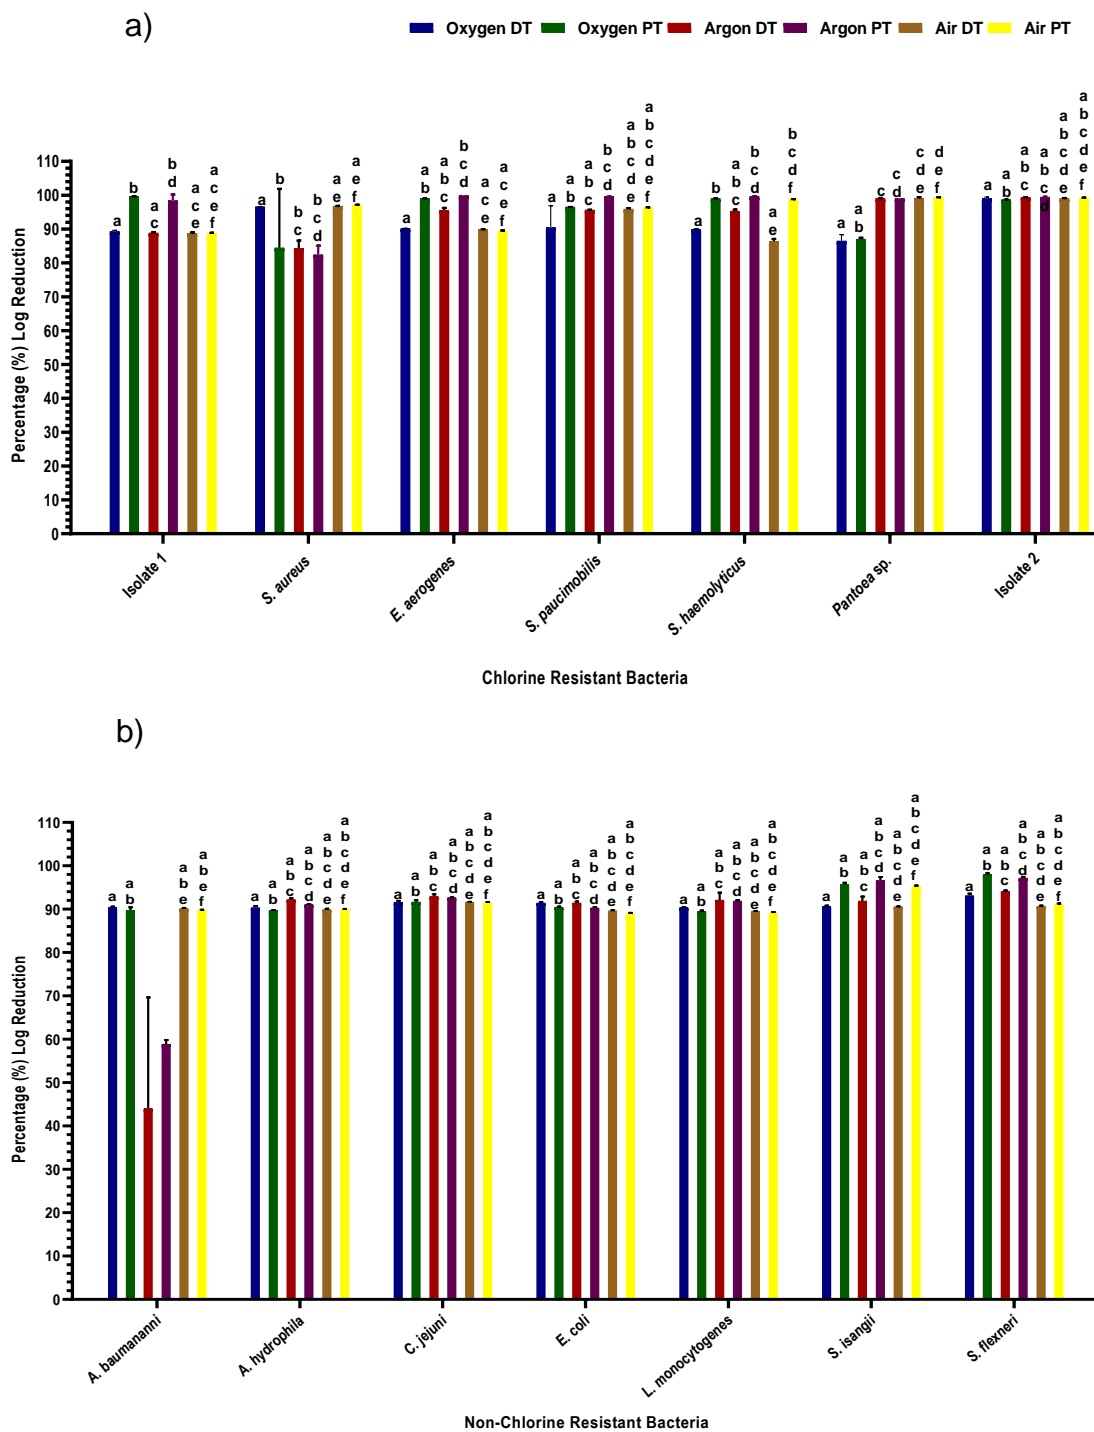 a)
Oxygen DT Oxygen PT Argon DT Argon PT Air DT Air PT
Percentage (%) Log Reduction
110
100
90
80
70
60
50
40
30
20
10
0
a b a c b d a c e a c e f
a b b c b c d a e a e f
a a b a b c b c d a c e a c e f
a a b a b c b c d a b c d e a b c d e f
a b a b c b c d a e b c d f
a a b c c d c d e d e f
a a b a b c a b c d a b c d e a b c d e f
Isolate 1
S. aureus
E. aerogenes
S. paucimobilis
S. haemolyticus
Pantoea sp.
Isolate 2
Chlorine Resistant Bacteria
b)
Percentage (%) Log Reduction
110
100
90
80
70
60
50
40
30
20
10
0
a a b a b e a b e f
a a b a b c a b c d a b c d e a b c d e f
a a b a b c a b c d a b c d e a b c d e f
a a b a b c a b c d a b c d e a b c d e f
a a b a b c a b c d a b c d e a b c d e f
a a b a b c a b c d a b c d e a b c d e f
a a b a b c a b c d a b c d e a b c d e f
A. baumananni
A. hydrophila
C. jejuni
E. coli
L. monocytogenes
S. isangii
S. flexneri
Non-Chlorine Resistant Bacteria